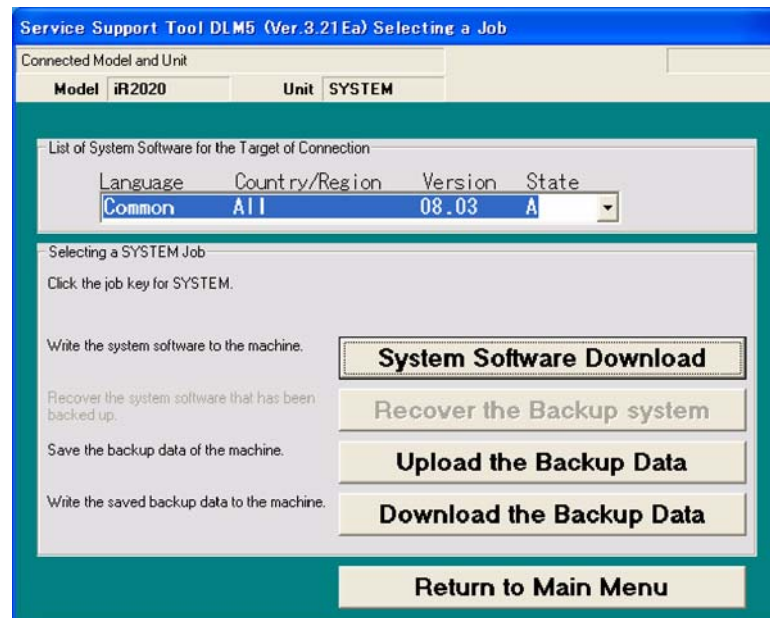 Service Support Tool DLM5 (Ver.3.21Ea) Selecting a Job
Connected Model and Unit
Model iR2020 Unit SYSTEM
List of System Software for the Target of Connection
Language Country/Region Version State
Common All 08.03 A
Selecting a SYSTEM Job
Click the job key for SYSTEM.
Write the system software to the machine.
System Software Download
Recover the system software that has been
backed up.
Recover the Backup system
Save the backup data of the machine.
Upload the Backup Data
Write the saved backup data to the machine.
Download the Backup Data
Return to Main Menu